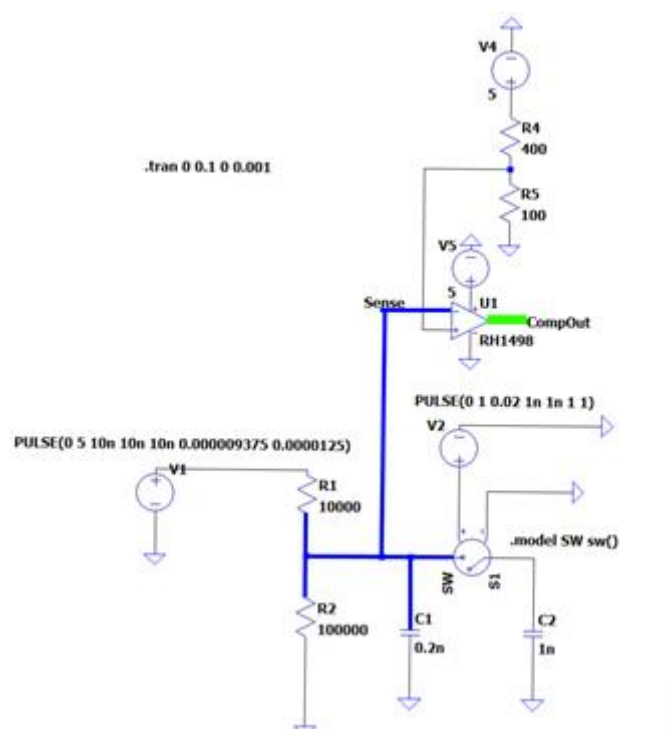 V4
5
R4
400
.tran 0 0.1 0 0.001
R5
100
V5
5
U1
Sense
CompOut
RH1498
PULSE(0 1 0.02 1n 1n 1 1)
V2
PULSE(0 5 10n 10n 10n 0.000009375 0.0000125)
V1
R1
10000
.model SW sw()
SW
S1
R2
100000
C1
0.2n
C2
1n